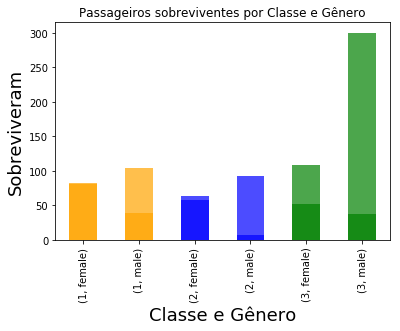 Passageiros sobreviventes por Classe e Gênero
Sobreviveram
300
250
200
150
100
50
0
(1, female)
(1, male)
(2, female)
(2, male)
(3, female)
(3, male)
Classe e Gênero